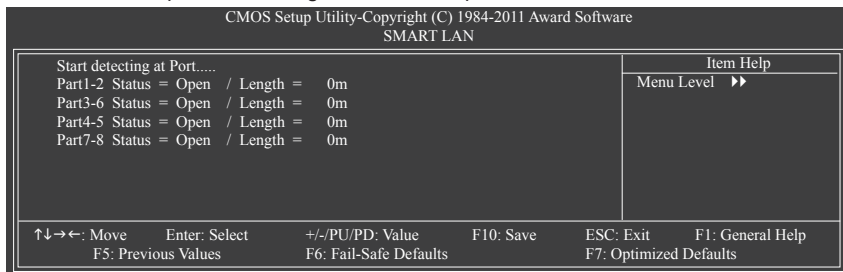 CMOS Setup Utility-Copyright (C) 1984-2011 Award Software
SMART LAN
Start detecting at Port.....
Part1-2 Status = Open / Length = 0m
Part3-6 Status = Open / Length = 0m
Part4-5 Status = Open / Length = 0m
Part7-8 Status = Open / Length = 0m
Item Help
Menu Level ▶▶
↑↓→←: Move Enter: Select +/-/PU/PD: Value F10: Save ESC: Exit F1: General Help
F5: Previous Values F6: Fail-Safe Defaults F7: Optimized Defaults